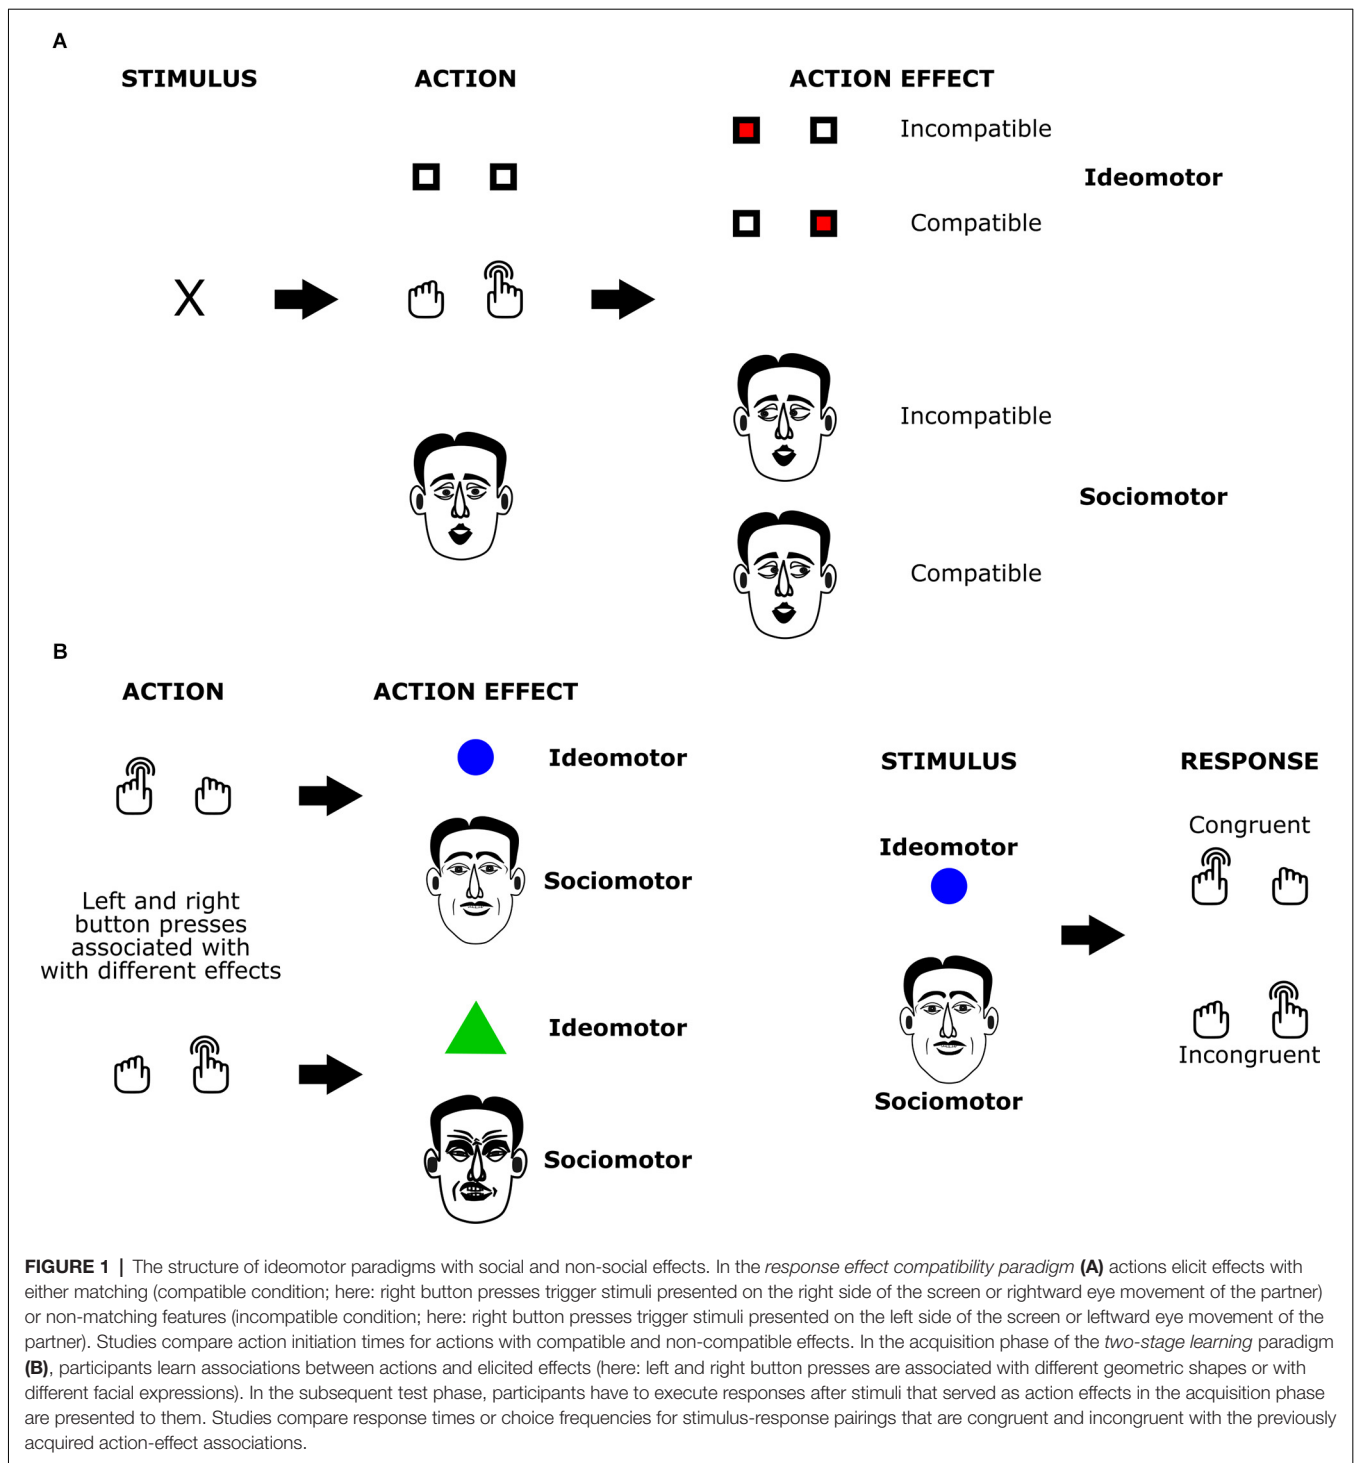 A
STIMULUS
ACTION
ACTION EFFECT
Incompatible
Ideomotor
Compatible
X
Incompatible
Sociomotor
Compatible
B
ACTION
ACTION EFFECT
Ideomotor
Sociomotor
Left and right
button presses
associated with
with different effects
Ideomotor
Sociomotor
STIMULUS
RESPONSE
Ideomotor
Congruent
Sociomotor
Incongruent
FIGURE 1 | The structure of ideomotor paradigms with social and non-social effects. In the response effect compatibility paradigm (A) actions elicit effects with
either matching (compatible condition; here: right button presses trigger stimuli presented on the right side of the screen or rightward eye movement of the partner)
or non-matching features (incompatible condition; here: right button presses trigger stimuli presented on the left side of the screen or leftward eye movement of the
partner). Studies compare action initiation times for actions with compatible and non-compatible effects. In the acquisition phase of the two-stage learning paradigm
(B), participants learn associations between actions and elicited effects (here: left and right button presses are associated with different geometric shapes or with
different facial expressions). In the subsequent test phase, participants have to execute responses after stimuli that served as action effects in the acquisition phase
are presented to them. Studies compare response times or choice frequencies for stimulus-response pairings that are congruent and incongruent with the previously
acquired action-effect associations.